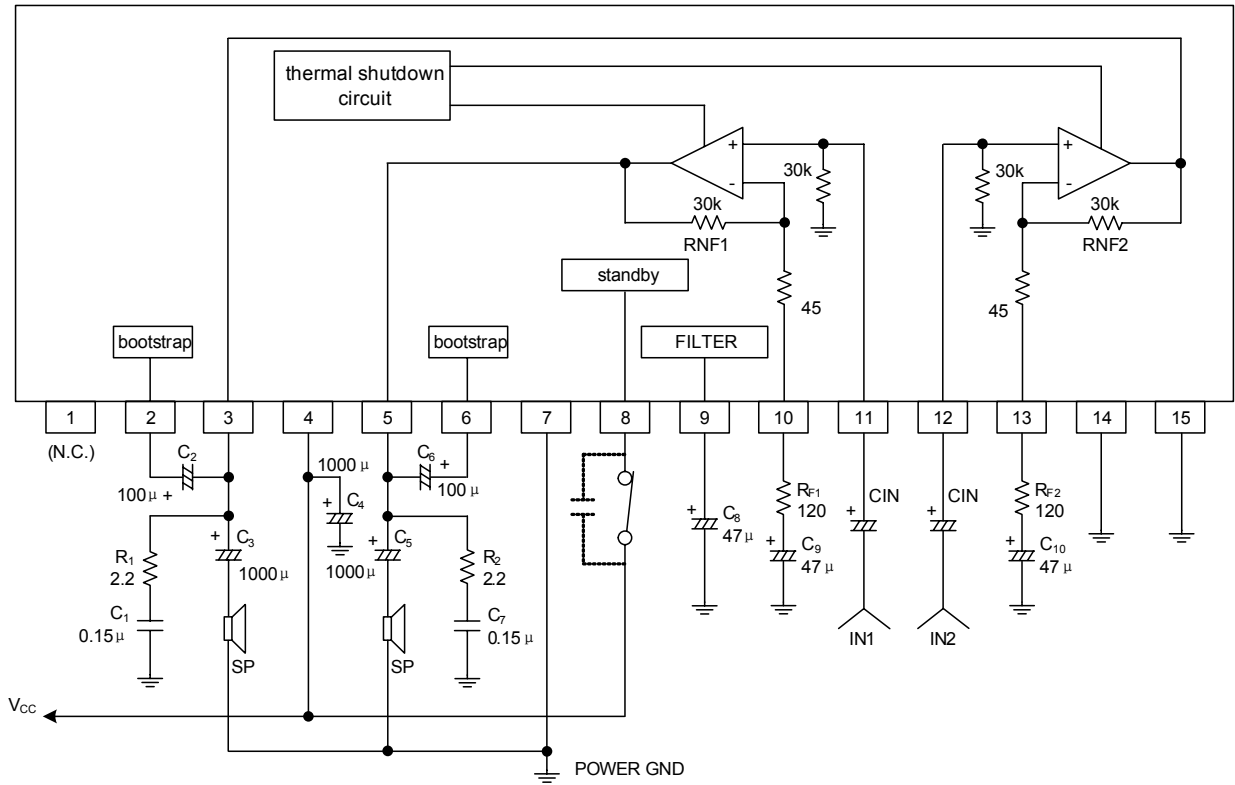 thermal shutdown
circuit
+
-
30k
30k
RNF1
45
+
-
30k
30k
RNF2
45
standby
bootstrap
bootstrap
FILTER
1
2
3
4
5
6
7
8
9
10
11
12
13
14
15
(N.C.)
C2
100μ +
1000μ
+
C4
C6
+
100μ
R1
2.2
+
C3
1000μ
+
C5
1000μ
R2
2.2
C1
0.15μ
C7
0.15μ
SP
SP
+
C8
47μ
RF1
120
+
C9
47μ
CIN
+
CIN
+
RF2
120
+
C10
47μ
IN1
IN2
VCC
POWER GND